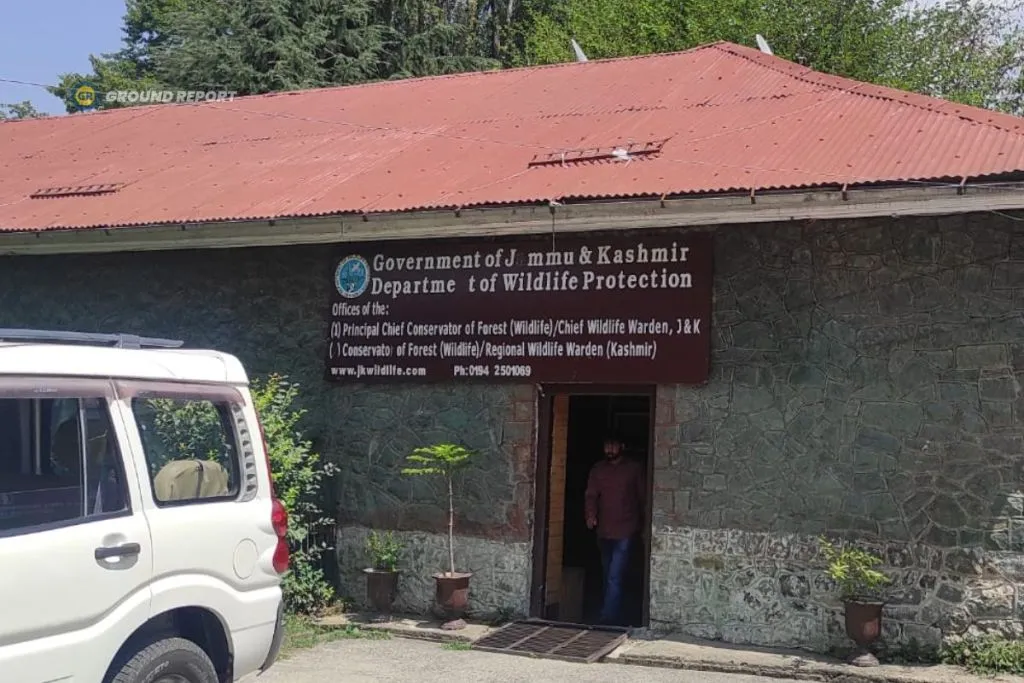 GROUND REPORT
Government of J mmu & Kashmir
Departme t of Wildlife Protection
Offices of the:
(1) Principal Chief Conservator of Forest (Wildlife)/Chief Wildlife Warden, J&K
( ) Conservato of Forest (Wildlife)/Regional Wildlife Warden (Kashmir)
www.jkwildlife.com Ph:0194 2501069